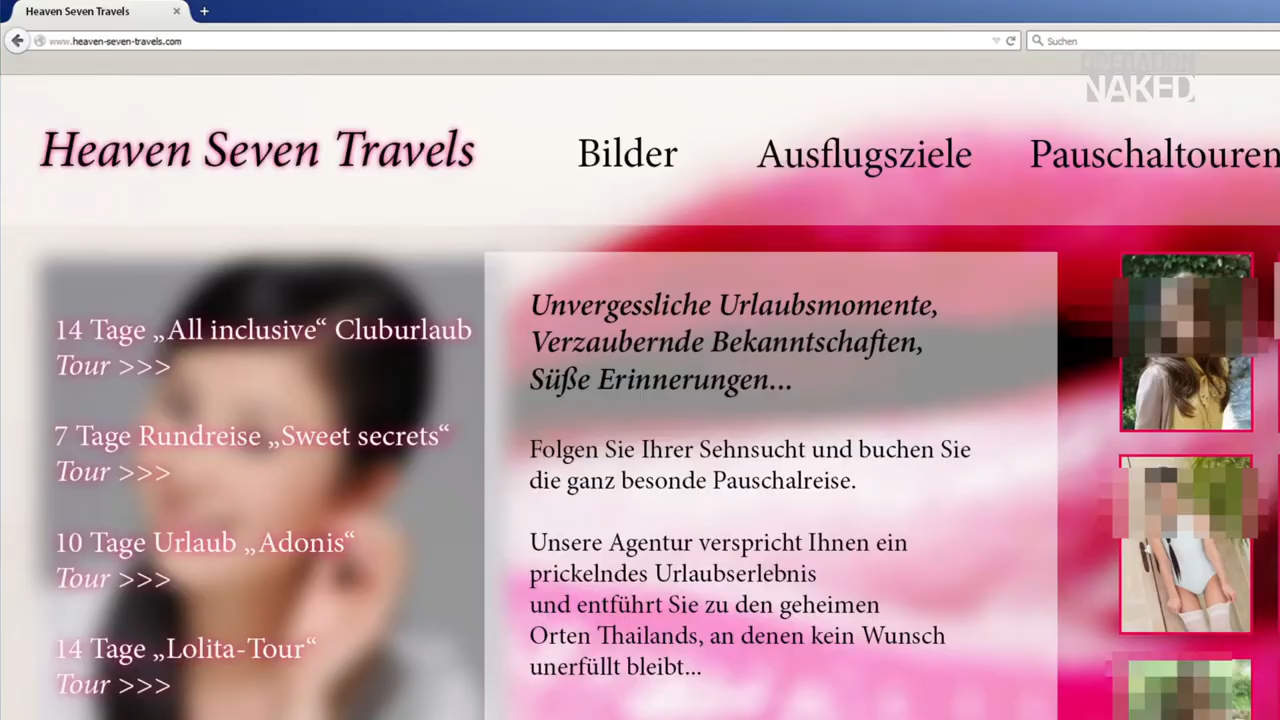 Heaven Seven Travels
www.heaven-seven-travels.com
Suchen
OPERATION
NAKED
Heaven Seven Travels
Bilder
Ausflugsziele
Pauschaltouren
14 Tage „All inclusive“ Cluburlaub
Tour >>>
7 Tage Rundreise „Sweet secrets“
Tour >>>
10 Tage Urlaub „Adonis“
Tour >>>
14 Tage „Lolita-Tour“
Tour >>>
Unvergessliche Urlaubsmomente,
Verzaubernde Bekanntschaften,
Süße Erinnerungen...
Folgen Sie Ihrer Sehnsucht und buchen Sie
die ganz besonde Pauschalreise.
Unsere Agentur verspricht Ihnen ein
prickelndes Urlaubserlebnis
und entführt Sie zu den geheimen
Orten Thailands, an denen kein Wunsch
unerfüllt bleibt...